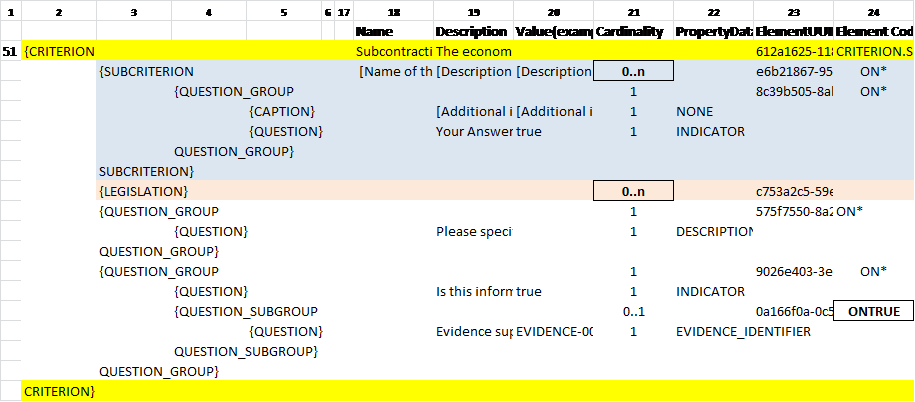 1 2 3 4 5 6 17 18 19 20 21 22 23 24
Name Description Value(exam Cardinality PropertyDat ElementUUI Element Cod
51 {CRITERION Subcontracti The econom 612a1625-118 CRITERION.S
{SUBCRITERION [Name of th [Description [Description 0..n e6b21867-95 ON*
{QUESTION_GROUP 1 8c39b505-8al ON*
{CAPTION} [Additional i [Additional i 1 NONE
{QUESTION} Your Answer true 1 INDICATOR
QUESTION_GROUP}
SUBCRITERION}
{LEGISLATION} 0..n c753a2c5-59e
{QUESTION_GROUP 1 575f7550-8a2 ON*
{QUESTION} Please speci 1 DESCRIPTION
QUESTION_GROUP}
{QUESTION_GROUP 1 9026e403-3e ON*
{QUESTION} Is this inform true 1 INDICATOR
{QUESTION_SUBGROUP 0..1 0a166f0a-0c5 ONTRUE
{QUESTION} Evidence sup EVIDENCE-00 1 EVIDENCE_IDENTIFIER
QUESTION_SUBGROUP}
QUESTION_GROUP}
CRITERION}